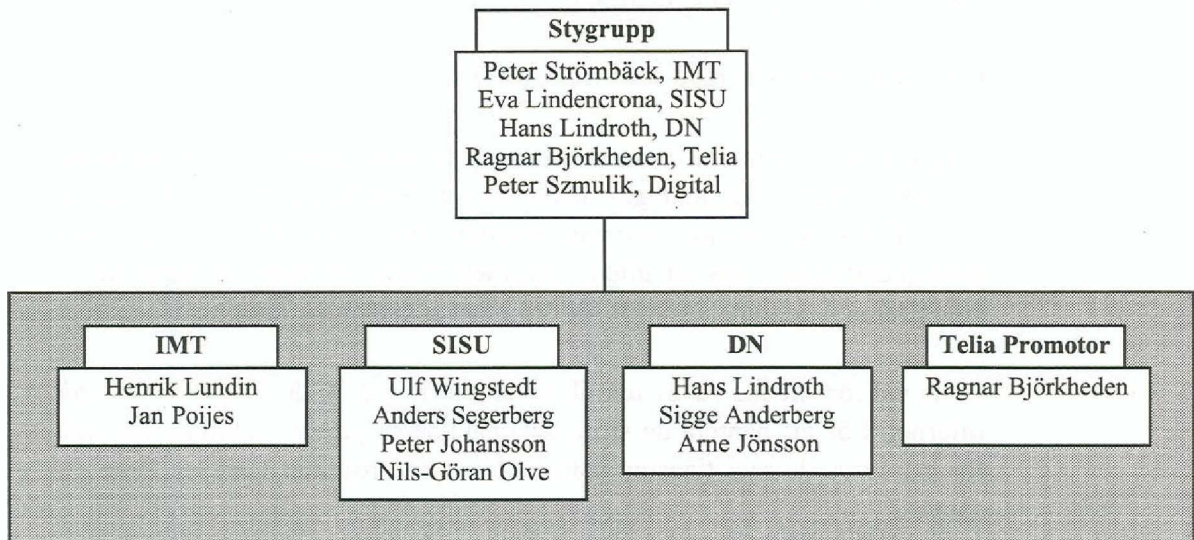 Stygrupp
Peter Strömbäck, IMT
Eva Lindencrona, SISU
Hans Lindroth, DN
Ragnar Björkheden, Telia
Peter Szmulik, Digital
IMT
Henrik Lundin
Jan Poijes
SISU
Ulf Wingstedt
Anders Segerberg
Peter Johansson
Nils-Göran Olve
DN
Hans Lindroth
Sigge Anderberg
Arne Jönsson
Telia Promotor
Ragnar Björkheden